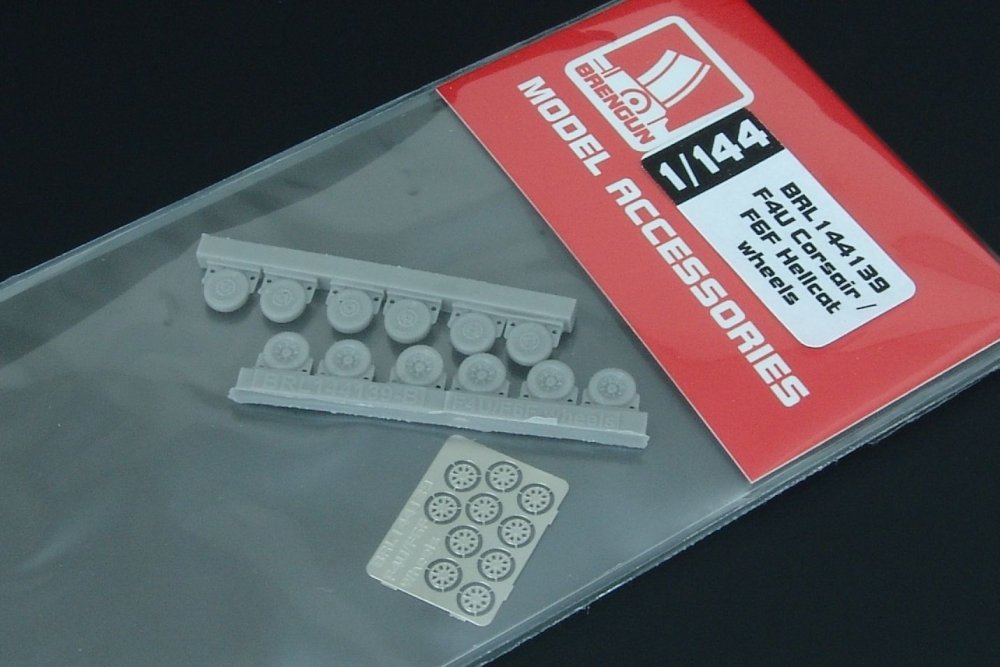 BRENGUN
MODEL ACCESSORIES
1/144
BRL144139
F4U Corsair /
F6F Hellcat
wheels